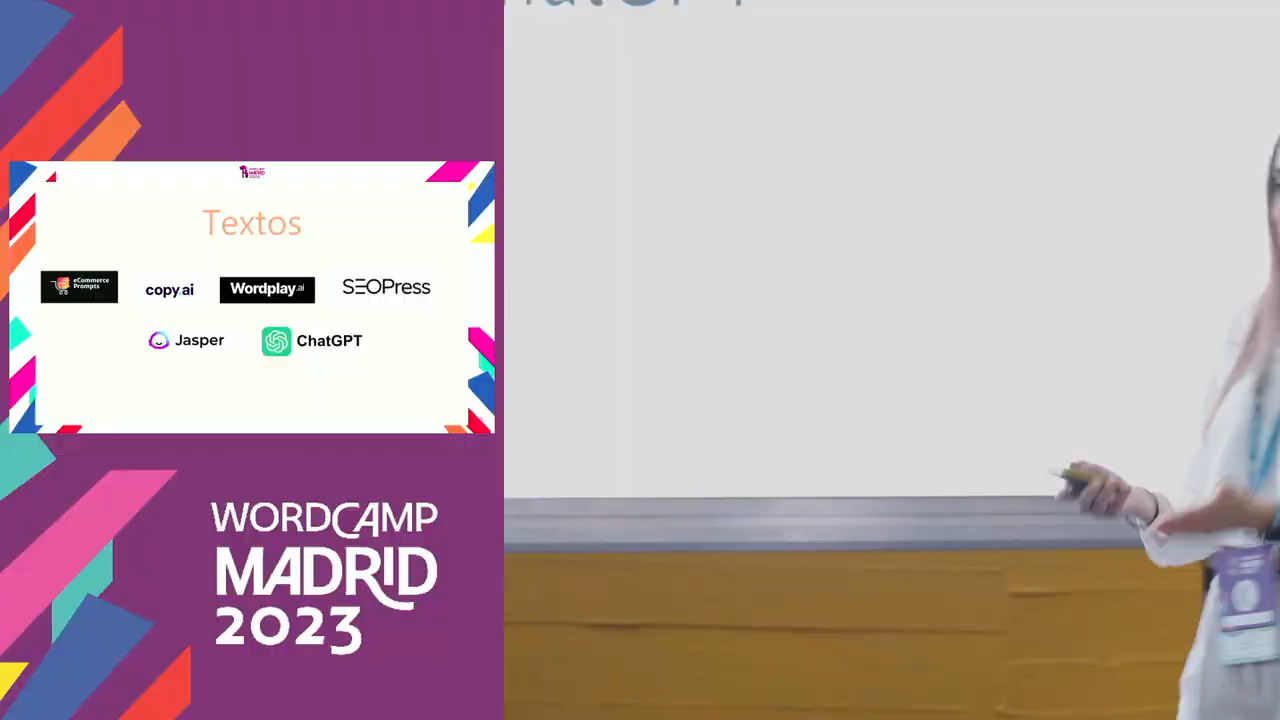 Textos
eCommerce
Prompts
copy.ai
Wordplay.ai
SEOPress
Jasper
ChatGPT
WORDCAMP
MADRID
2023